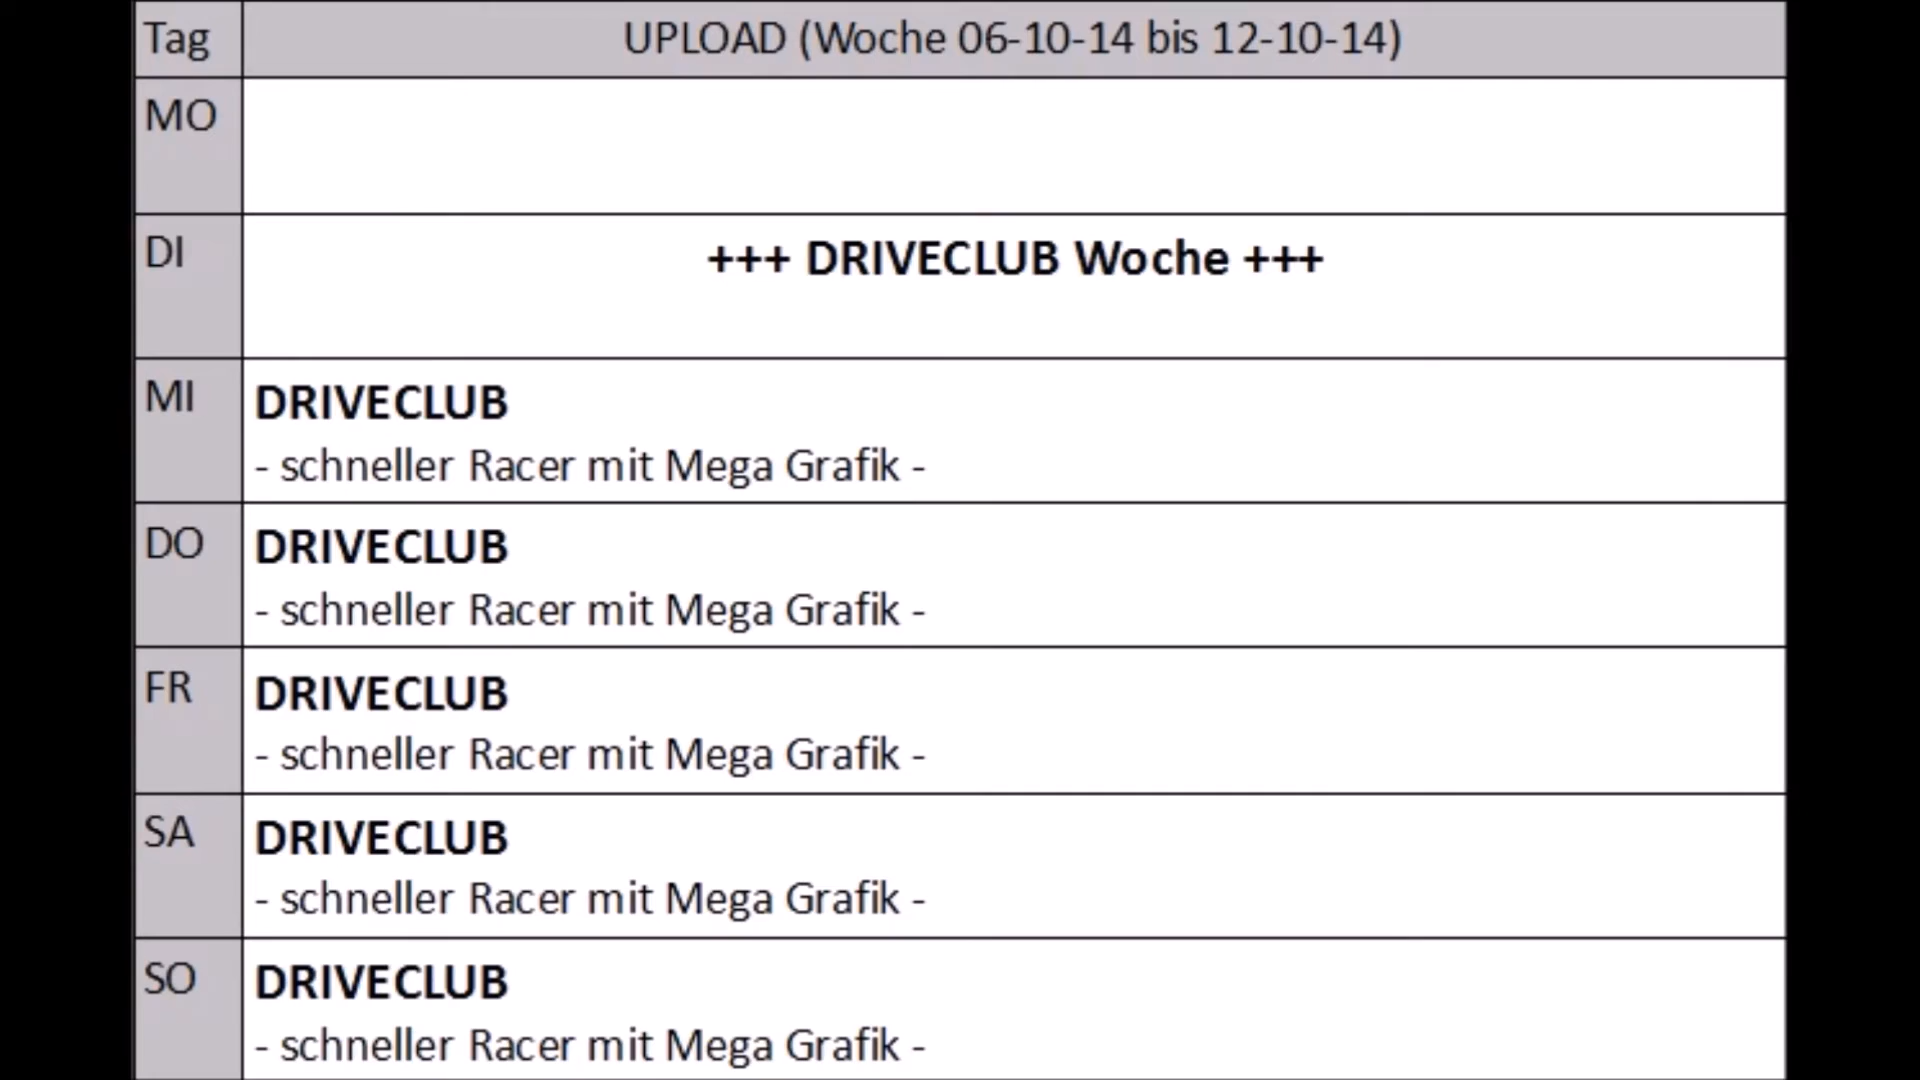 Tag UPLOAD (Woche 06-10-14 bis 12-10-14)
MO
DI +++ DRIVECLUB Woche +++
MI DRIVECLUB
- schneller Racer mit Mega Grafik -
DO DRIVECLUB
- schneller Racer mit Mega Grafik -
FR DRIVECLUB
- schneller Racer mit Mega Grafik -
SA DRIVECLUB
- schneller Racer mit Mega Grafik -
SO DRIVECLUB
- schneller Racer mit Mega Grafik -